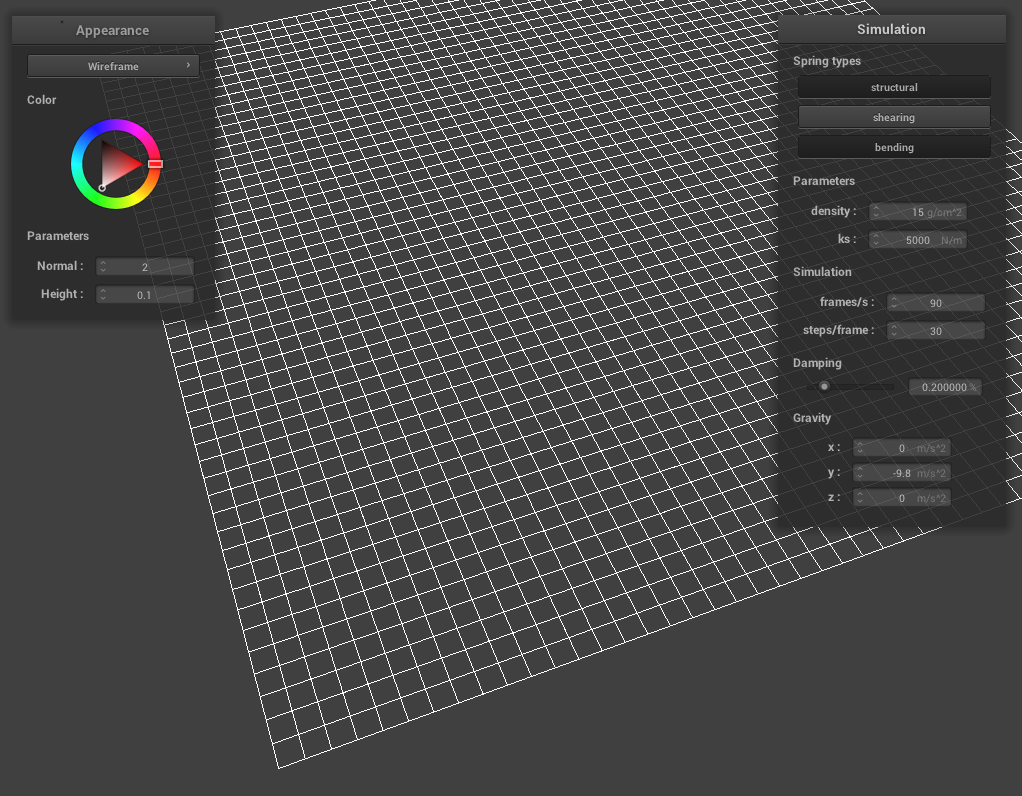 Appearance
Wireframe
Color
Parameters
Normal : 2
Height : 0.1
Simulation
Spring types
structural
shearing
bending
Parameters
density : 15 g/cm^2
ks : 5000 N/m
Simulation
frames/s : 90
steps/frame : 30
Damping
0.200000 %
Gravity
x : 0 m/s^2
y : -9.8 m/s^2
z : 0 m/s^2